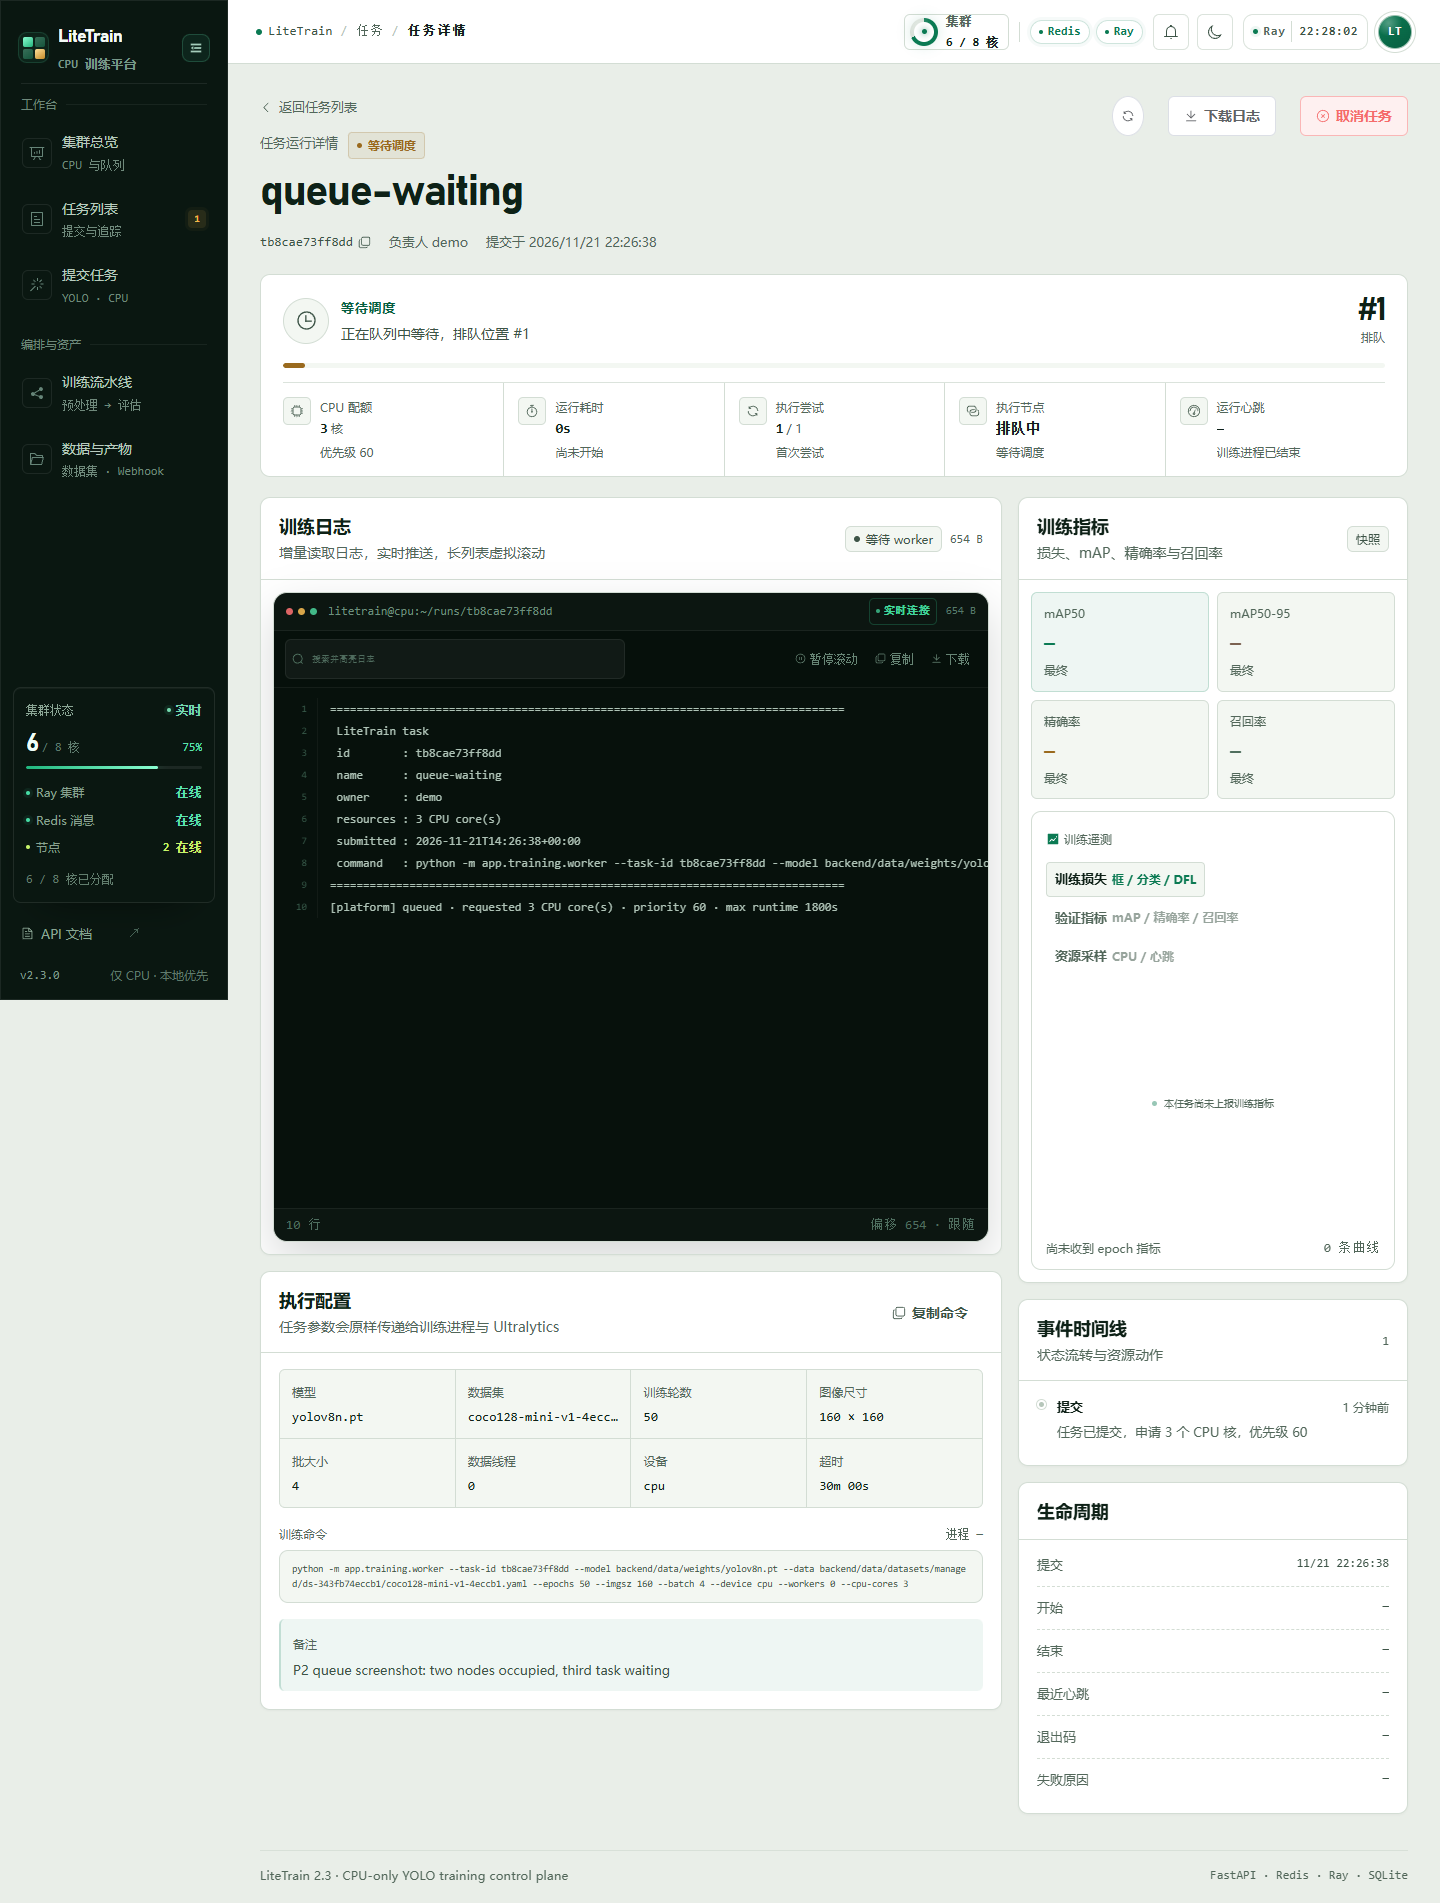 LiteTrain
CPU 训练平台
工作台
集群总览
CPU 与队列
任务列表
提交与追踪
1
提交任务
YOLO · CPU
编排与资产
训练流水线
预处理 → 评估
数据与产物
数据集 · Webhook
集群状态
实时
6 / 8 核
75%
Ray 集群
在线
Redis 消息
在线
节点
2 在线
6 / 8 核已分配
API 文档
v2.3.0
仅 CPU · 本地优先
LiteTrain / 任务 / 任务详情
集群
6 / 8 核
Redis
Ray
Ray
22:28:02
LT
返回任务列表
下载日志
取消任务
任务运行详情
等待调度
queue-waiting
tb8cae73ff8dd
负责人 demo
提交于 2026/11/21 22:26:38
等待调度
正在队列中等待，排队位置 #1
#1
排队
CPU 配额
3 核
优先级 60
运行耗时
0s
尚未开始
执行尝试
1 / 1
首次尝试
执行节点
排队中
等待调度
运行心跳
—
训练进程已结束
训练日志
增量读取日志，实时推送，长列表虚拟滚动
等待 worker
654 B
litetrain@cpu:~/runs/tb8cae73ff8dd
实时连接
654 B
搜索并高亮日志
暂停滚动
复制
下载
1 ==============================================================================
2 LiteTrain task
3 id : tb8cae73ff8dd
4 name : queue-waiting
5 owner : demo
6 resources : 3 CPU core(s)
7 submitted : 2026-11-21T14:26:38+00:00
8 command : python -m app.training.worker --task-id tb8cae73ff8dd --model backend/data/weights/yolo
9 ==============================================================================
10 [platform] queued · requested 3 CPU core(s) · priority 60 · max runtime 1800s
10 行
偏移 654 · 跟随
训练指标
损失、mAP、精确率与召回率
快照
mAP50
—
最终
mAP50-95
—
最终
精确率
—
最终
召回率
—
最终
训练遥测
训练损失 框 / 分类 / DFL
验证指标 mAP / 精确率 / 召回率
资源采样 CPU / 心跳
本任务尚未上报训练指标
尚未收到 epoch 指标
0 条曲线
执行配置
任务参数会原样传递给训练进程与 Ultralytics
复制命令
模型
yolov8n.pt
数据集
coco128-mini-v1-4ecc…
训练轮数
50
图像尺寸
160 × 160
批大小
4
数据线程
0
设备
cpu
超时
30m 00s
训练命令
进程 —
python -m app.training.worker --task-id tb8cae73ff8dd --model backend/data/weights/yolov8n.pt --data backend/data/datasets/manage
d/ds-343fb74eccb1/coco128-mini-v1-4eccb1.yaml --epochs 50 --imgsz 160 --batch 4 --device cpu --workers 0 --cpu-cores 3
备注
P2 queue screenshot: two nodes occupied, third task waiting
事件时间线
状态流转与资源动作
1
提交
1 分钟前
任务已提交，申请 3 个 CPU 核，优先级 60
生命周期
提交
11/21 22:26:38
开始
—
结束
—
最近心跳
—
退出码
—
失败原因
—
LiteTrain 2.3 · CPU-only YOLO training control plane
FastAPI · Redis · Ray · SQLite